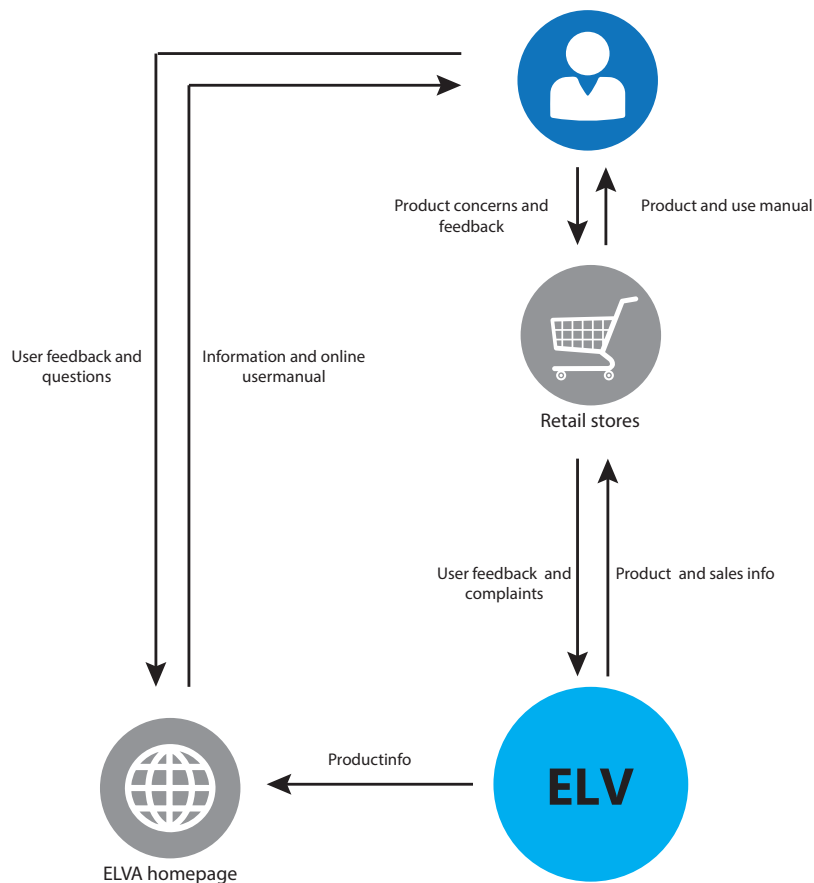 Product concerns and
feedback
Product and use manual
User feedback and
questions
Information and online
usermanual
Retail stores
User feedback and
complaints
Product and sales info
Productinfo
ELV
ELVA homepage